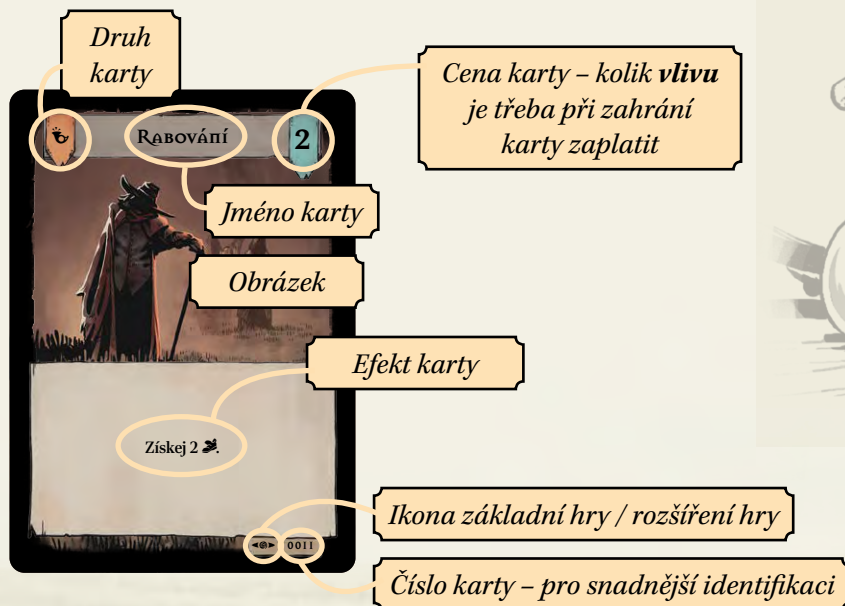 Druh
karty
Cena karty – kolik vlivu
je třeba při zahrání
karty zaplatit
Rabování
2
Jméno karty
Obrázek
Efekt karty
Získej 2 .
Ikona základní hry / rozšíření hry
0011
Číslo karty – pro snadnější identifikaci